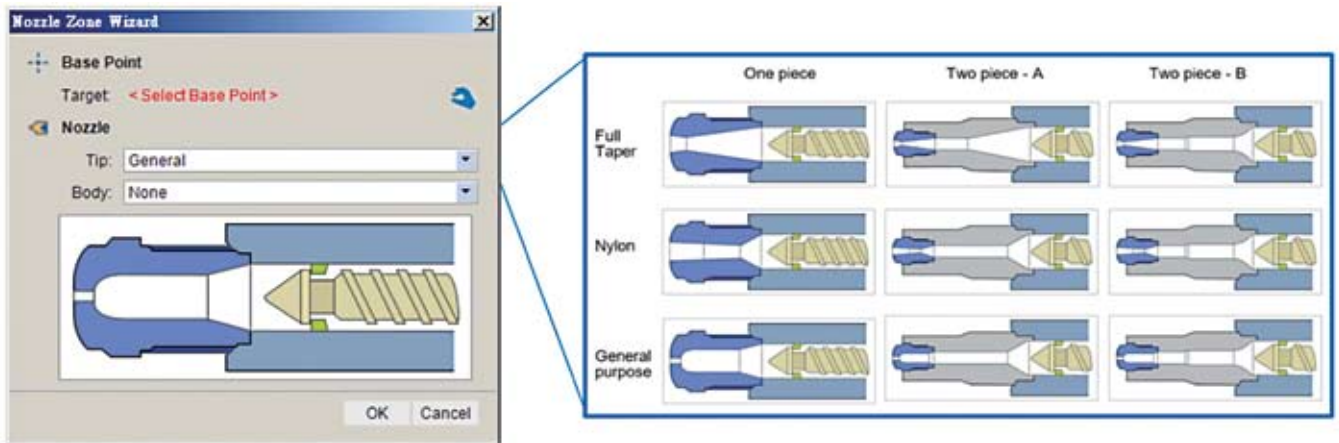 Nozzle Zone Wizard
Base Point
Target: < Select Base Point >
Nozzle
Tip: General
Body: None
OK Cancel
One piece Two piece - A Two piece - B
Full
Taper
Nylon
General
purpose